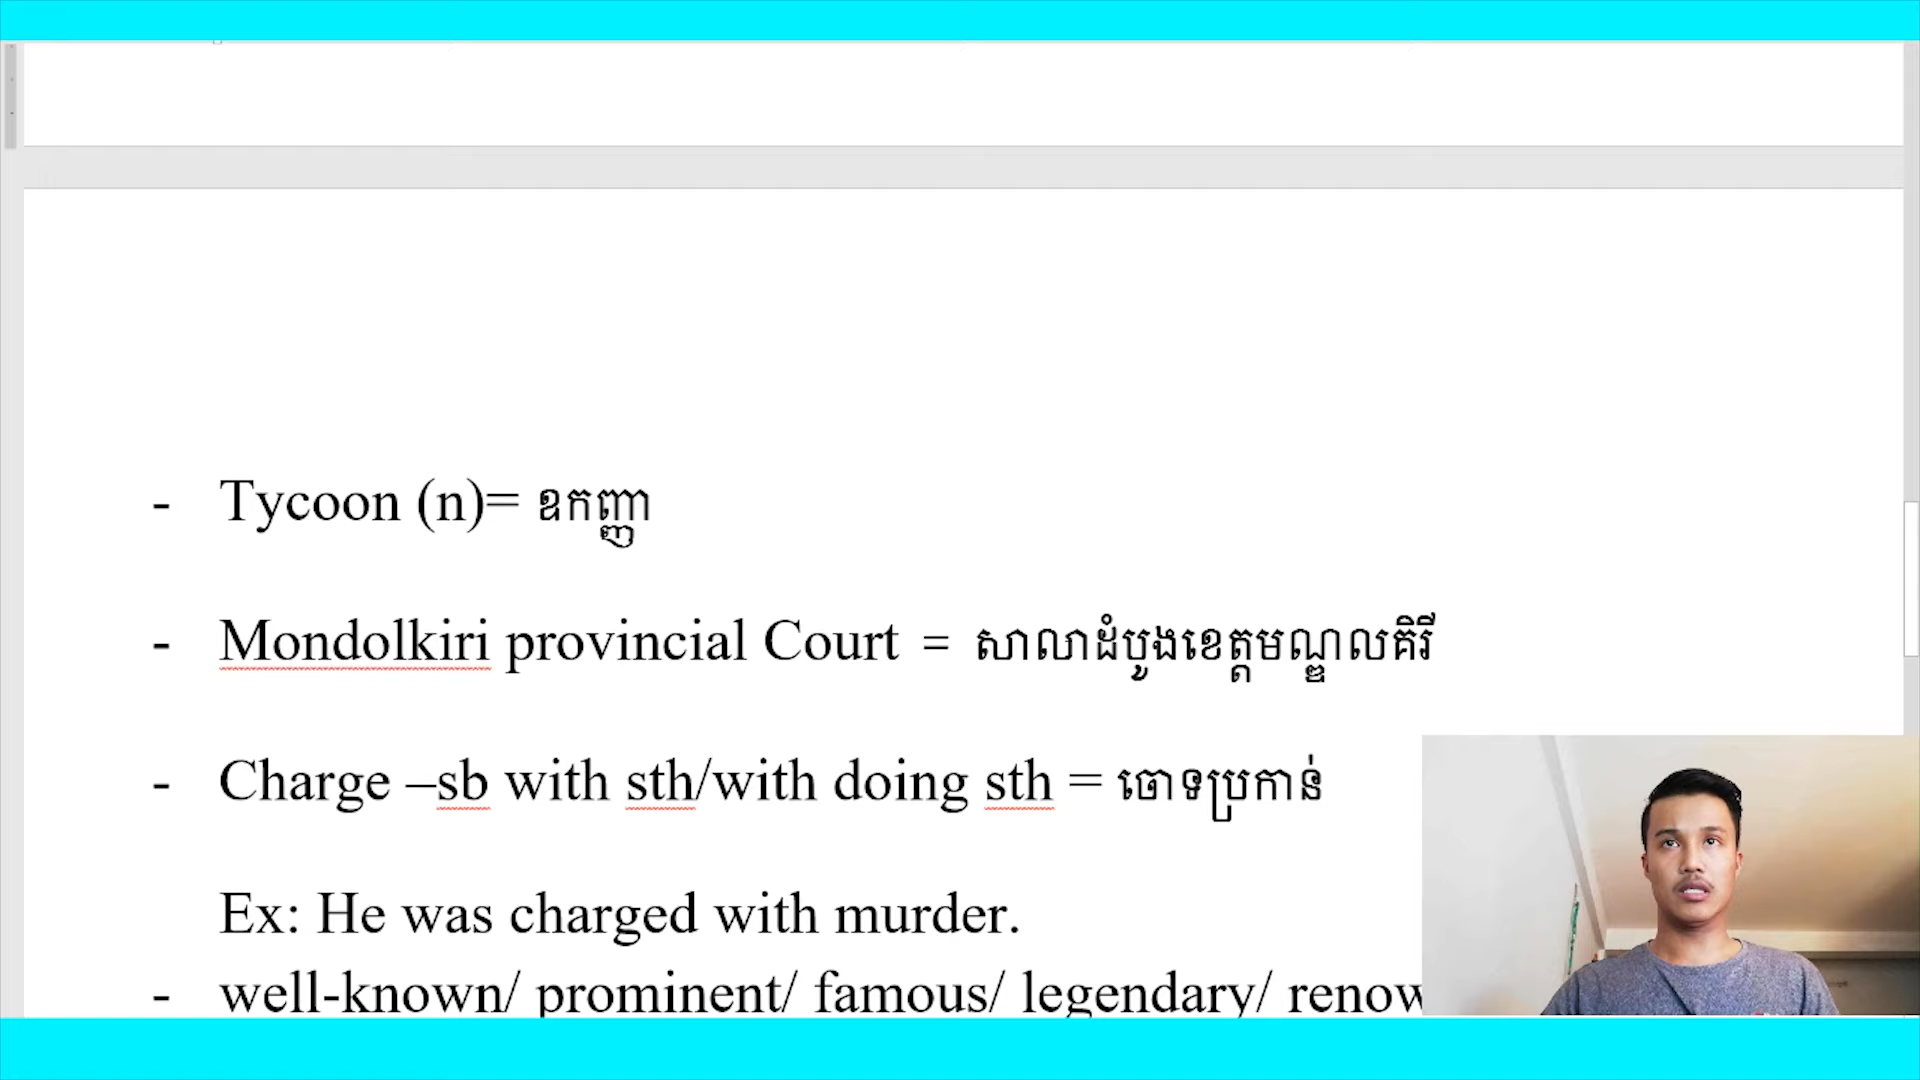 - Tycoon (n)= ឧកញ្ញា
- Mondolkiri provincial Court = សាលាដំបូងខេត្តមណ្ឌលគិរី
- Charge –sb with sth/with doing sth = ចោទប្រកាន់
Ex: He was charged with murder.
- well-known/ prominent/ famous/ legendary/